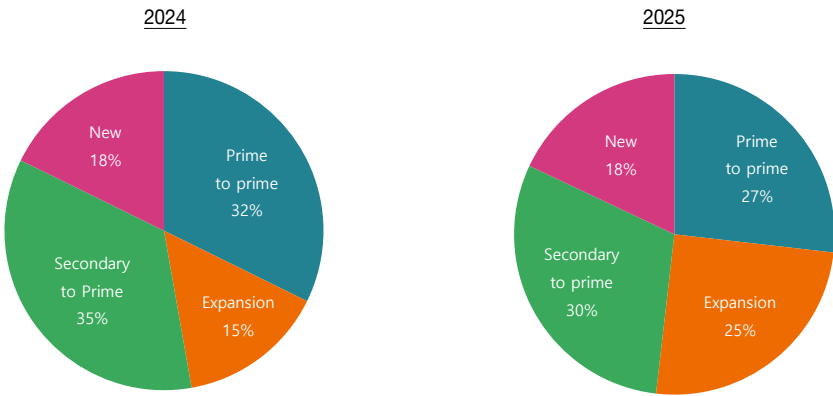 2024
New
18%
Prime
to prime
32%
Secondary
to Prime
35%
Expansion
15%
2025
New
18%
Prime
to prime
27%
Secondary
to prime
30%
Expansion
25%